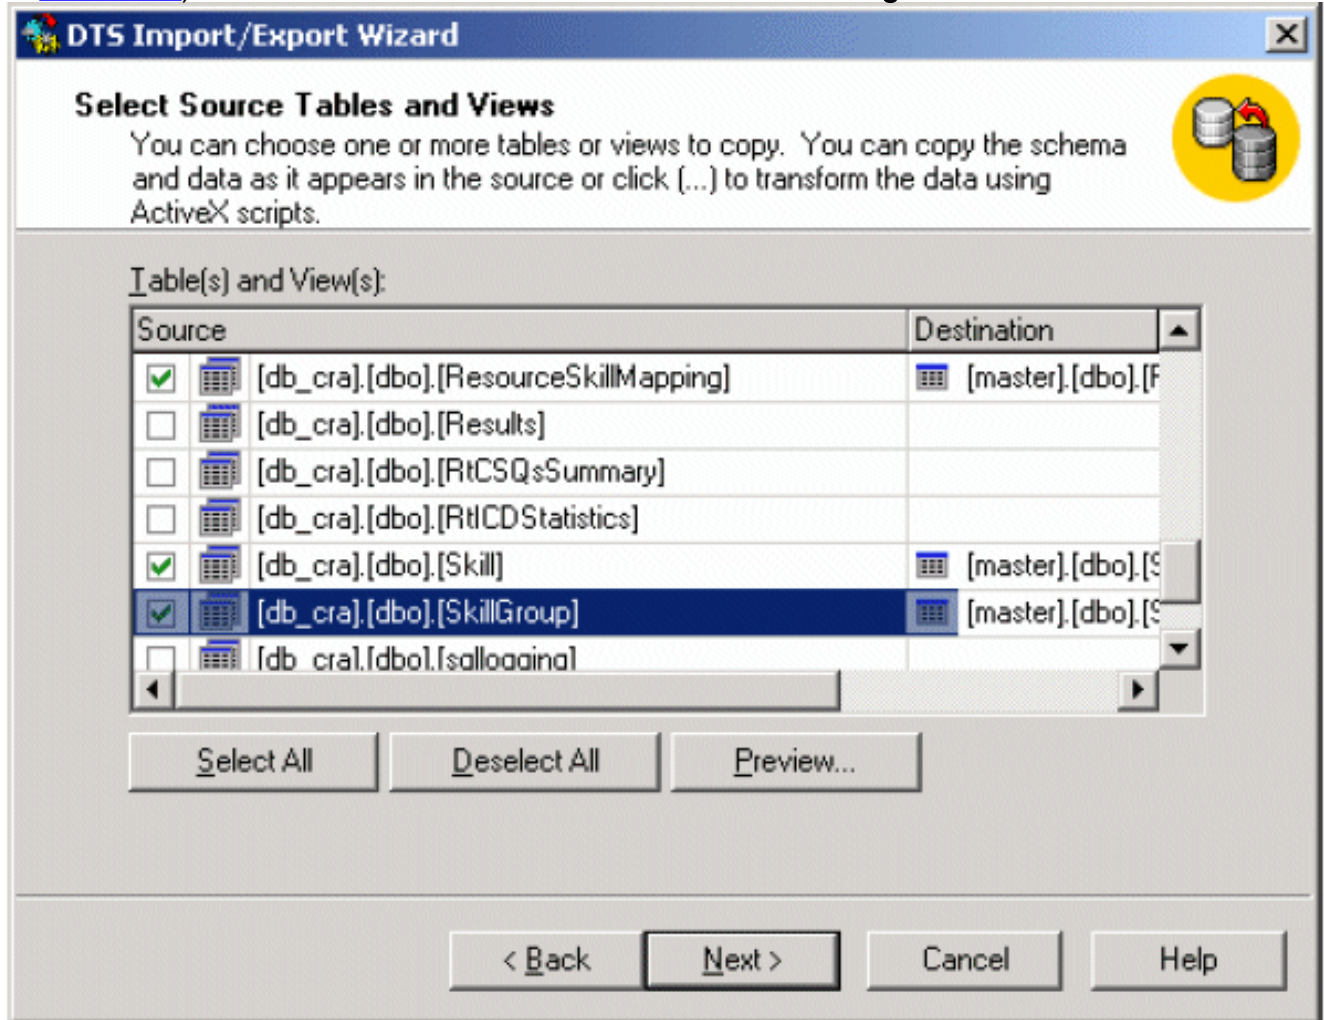 DTS Import/Export Wizard
Select Source Tables and Views
You can choose one or more tables or views to copy. You can copy the schema
and data as it appears in the source or click (...) to transform the data using
ActiveX scripts.
Table(s) and View(s):
Source Destination
[db_cra].[dbo].[ResourceSkillMapping] [master].[dbo].[R
[db_cra].[dbo].[Results]
[db_cra].[dbo].[RtCSQsSummary]
[db_cra].[dbo].[RtICDStatistics]
[db_cra].[dbo].[Skill] [master].[dbo].[S
[db_cra].[dbo].[SkillGroup] [master].[dbo].[S
[db_cra].[dbo].[sqllogging]
Select All Deselect All Preview...
< Back Next > Cancel Help